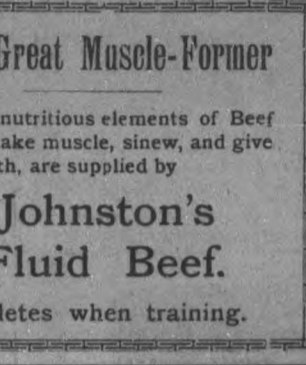 Great Muscle-Former
nutritious elements of Beef
ake muscle, sinew, and give
th, are supplied by
Johnston's
Fluid Beef.
letes when training.